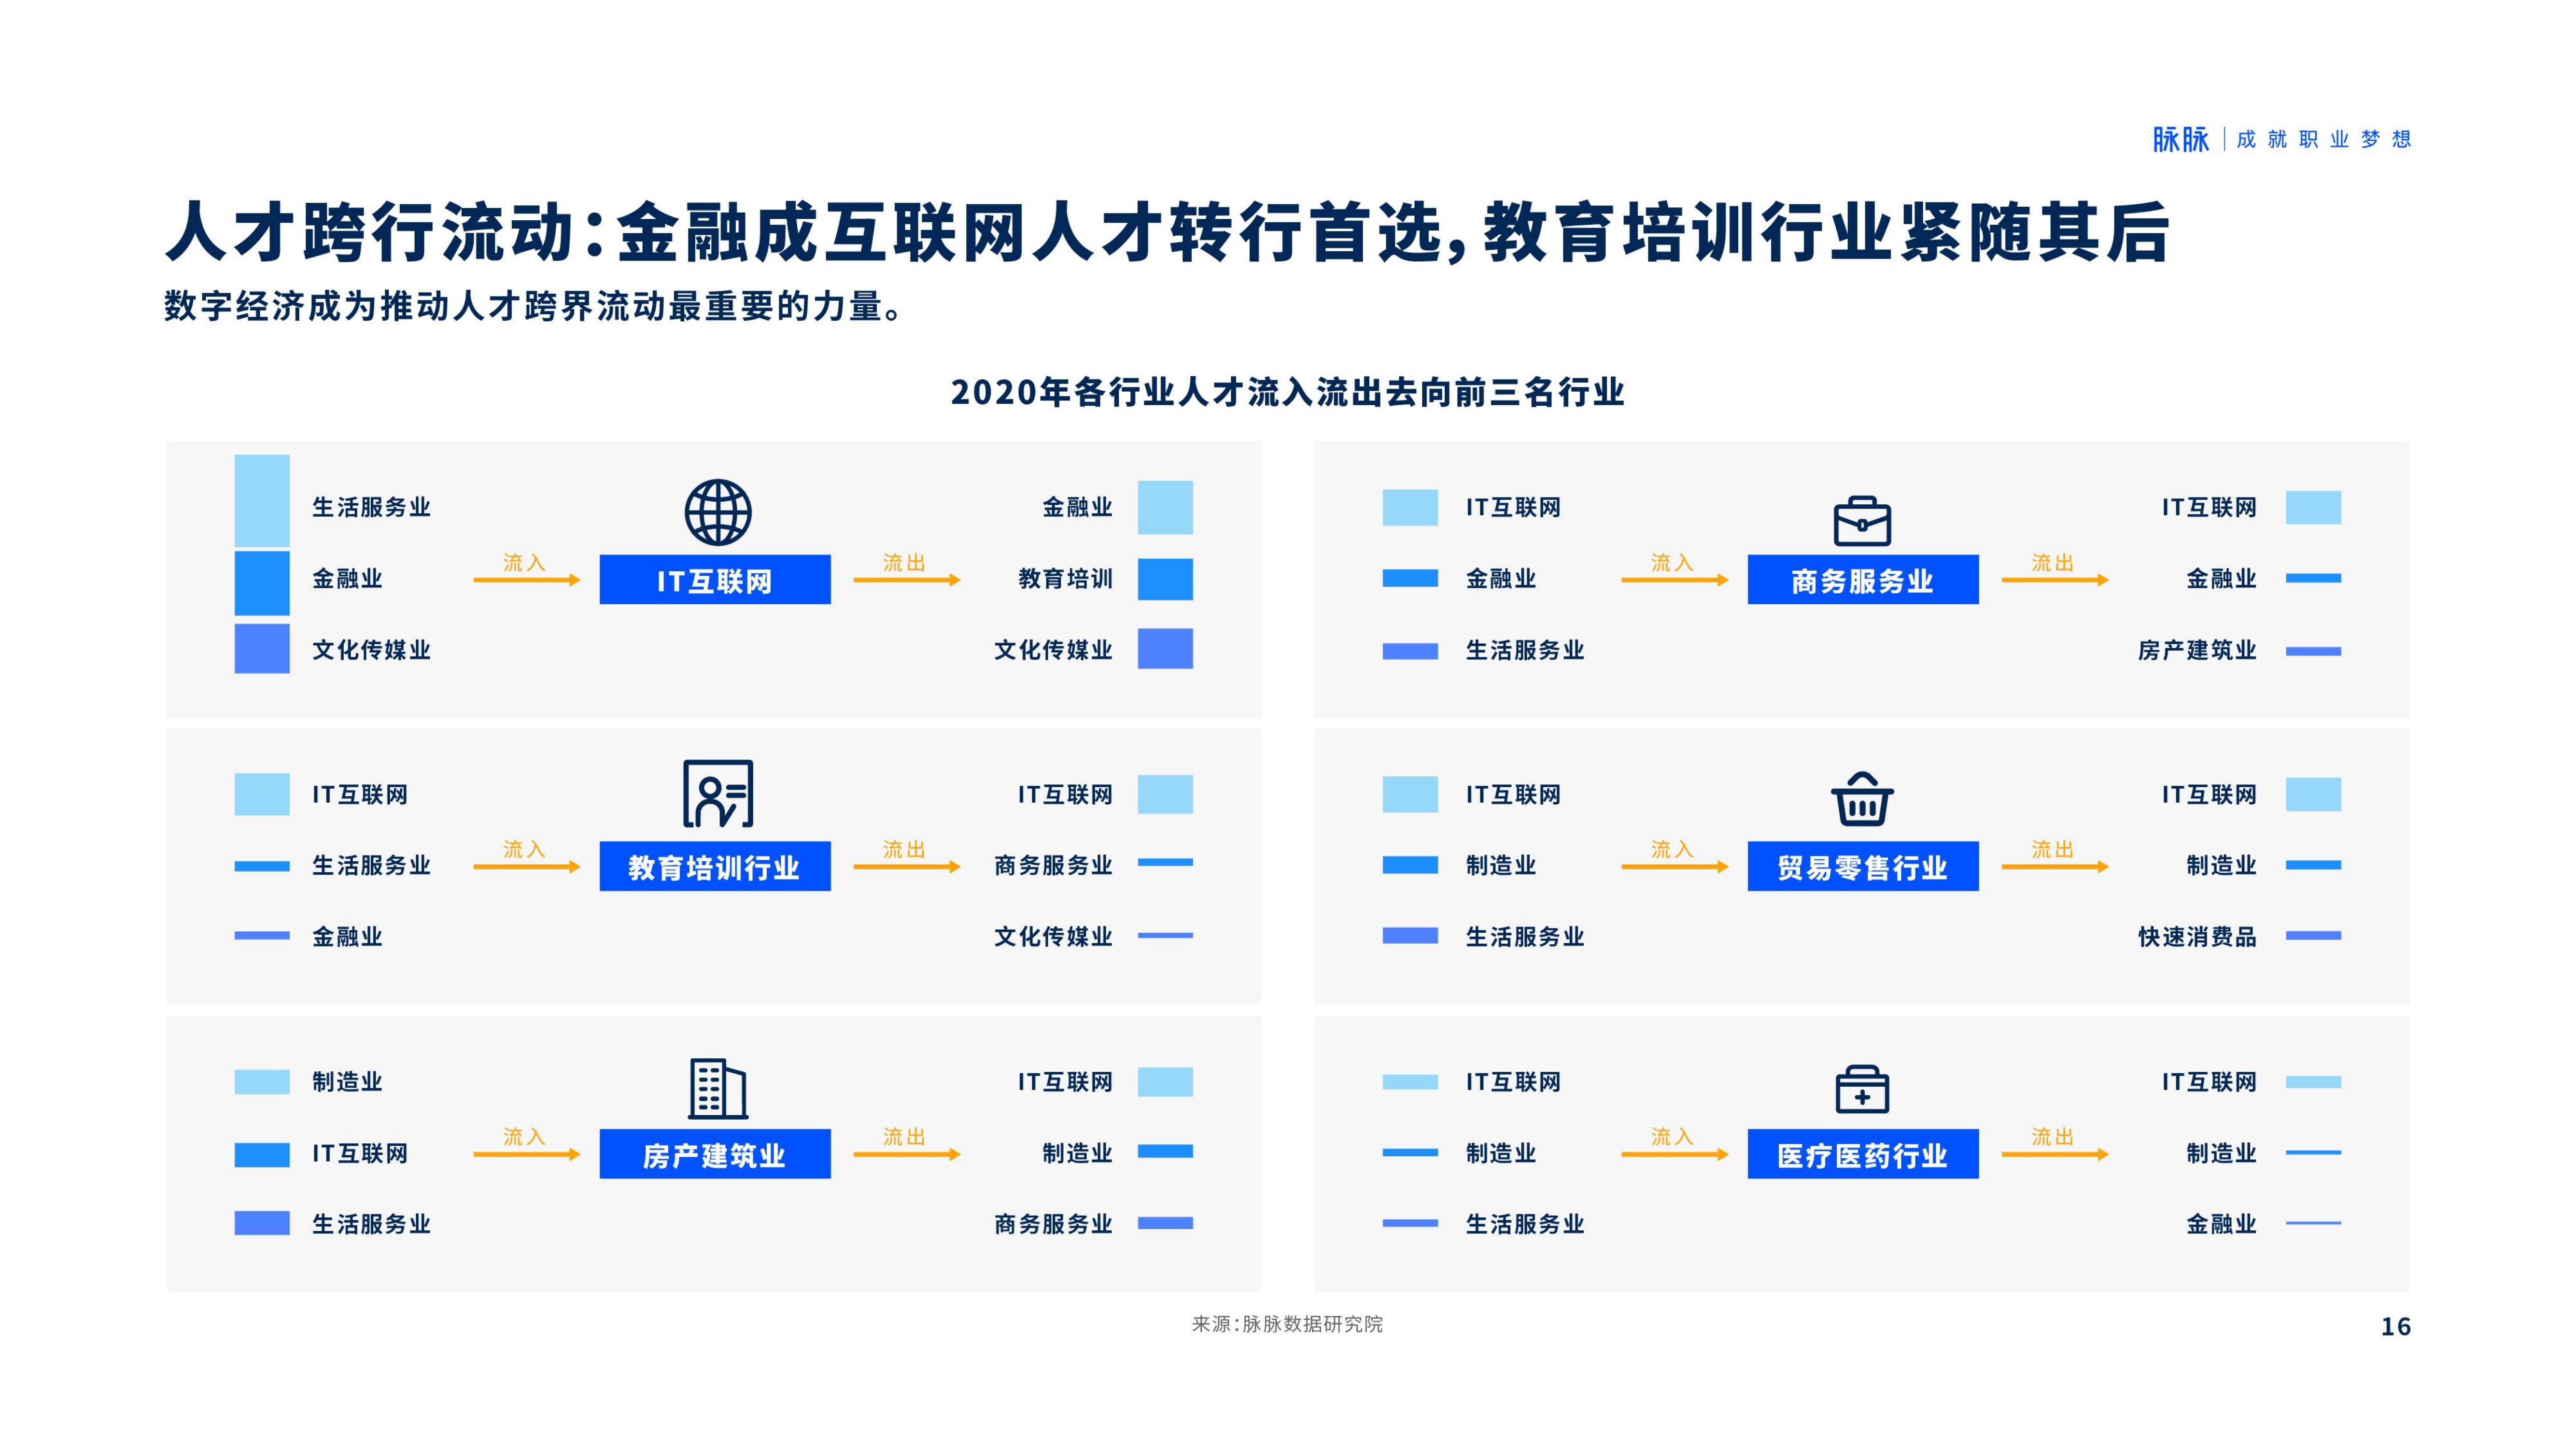 脉脉 | 成就职业梦想
人才跨行流动：金融成互联网人才转行首选，教育培训行业紧随其后
数字经济成为推动人才跨界流动最重要的力量。
2020年各行业人才流入流出去向前三名行业
生活服务业
金融业
文化传媒业
流入
IT互联网
流出
金融业
教育培训
文化传媒业
IT互联网
金融业
生活服务业
流入
商务服务业
流出
IT互联网
金融业
房产建筑业
IT互联网
生活服务业
金融业
流入
教育培训行业
流出
IT互联网
商务服务业
文化传媒业
IT互联网
制造业
生活服务业
流入
贸易零售行业
流出
IT互联网
制造业
快速消费品
制造业
IT互联网
生活服务业
流入
房产建筑业
流出
IT互联网
制造业
商务服务业
IT互联网
制造业
生活服务业
流入
医疗医药行业
流出
IT互联网
制造业
金融业
来源：脉脉数据研究院
16